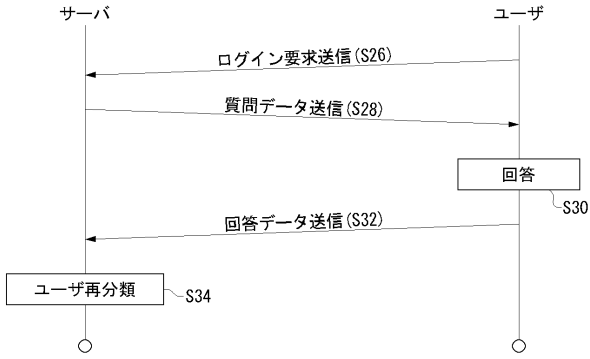 サーバ
ユーザ
ログイン要求送信(S26)
質問データ送信(S28)
回答
S30
回答データ送信(S32)
ユーザ再分類
S34